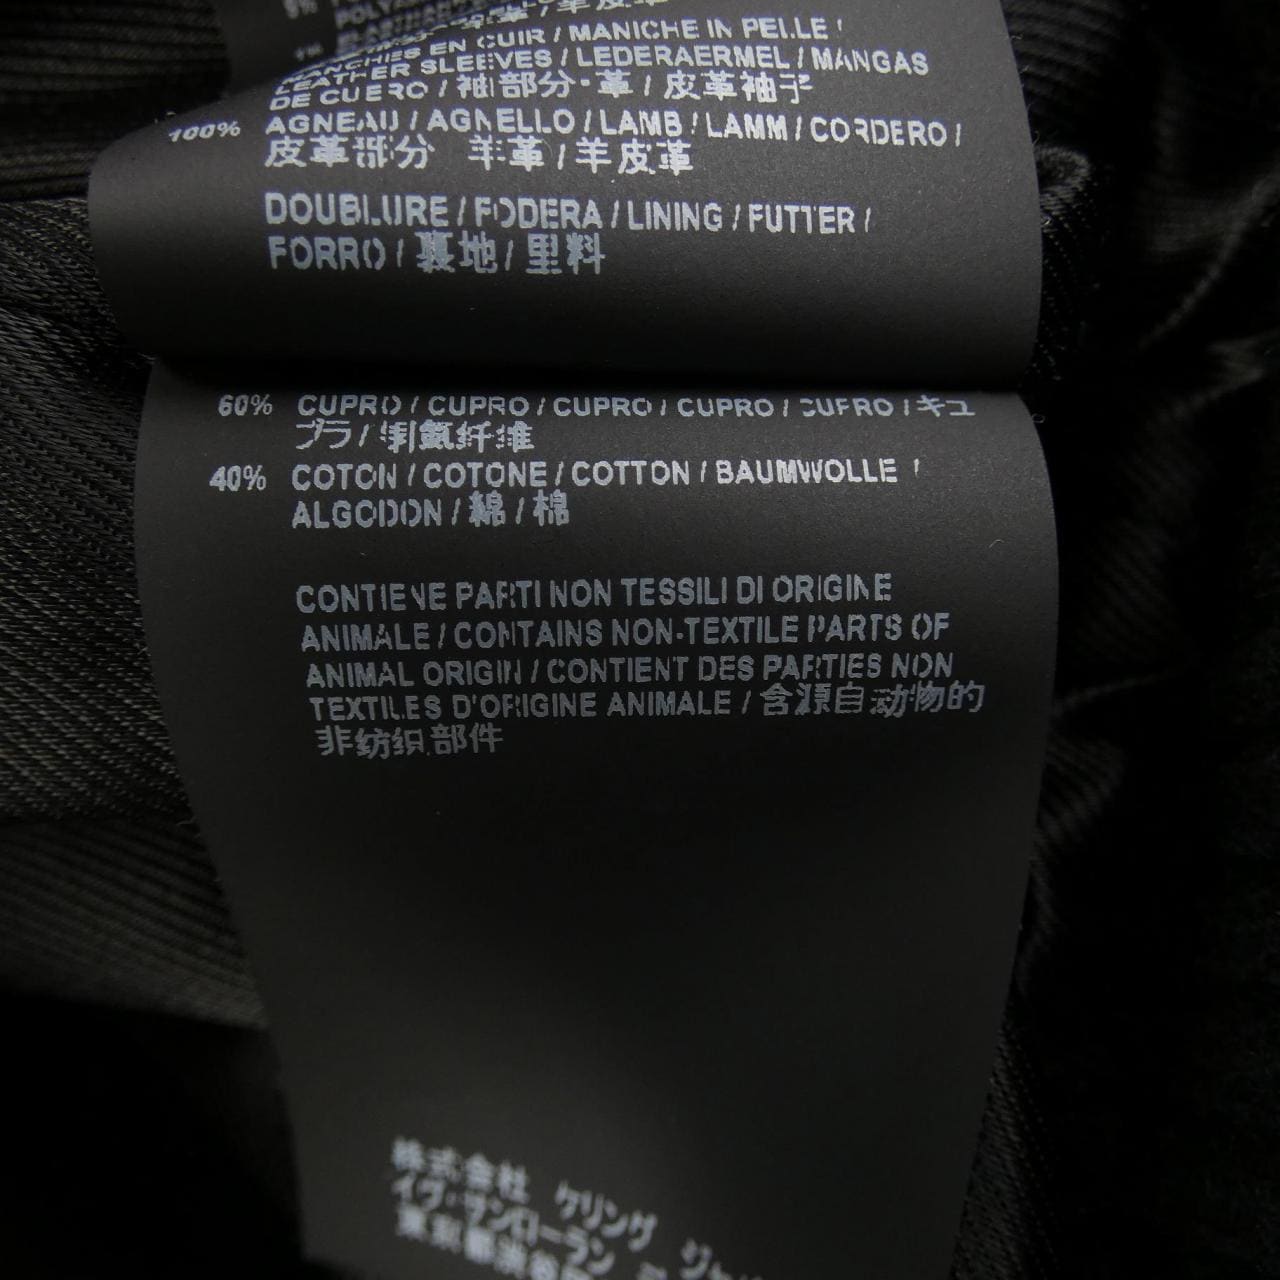 MANCHES EN CUIR / MANICHE IN PELLE /
LEATHER SLEEVES / LEDERAERMEL / MANGAS
DE CUERO / 袖部分・革 / 皮革袖子
100% AGNEAU / AGNELLO / LAMB / LAMM / CORDERO /
皮革部分 羊革 / 羊皮革
DOUBLURE / FODERA / LINING / FUTTER /
FORRO / 裏地 / 里料
60% CUPRO / CUPRO / CUPRO / CUPRO / CUPRO / キュ
プラ / 铜氨纤维
40% COTON / COTONE / COTTON / BAUMWOLLE /
ALGODON / 綿 / 棉
CONTIENE PARTI NON TESSILI DI ORIGINE
ANIMALE / CONTAINS NON-TEXTILE PARTS OF
ANIMAL ORIGIN / CONTIENT DES PARTIES NON
TEXTILES D'ORIGINE ANIMALE / 含源自动物的
非纺织部件
株式会社 ケリング
イヴ・サンローラン
東京都渋谷